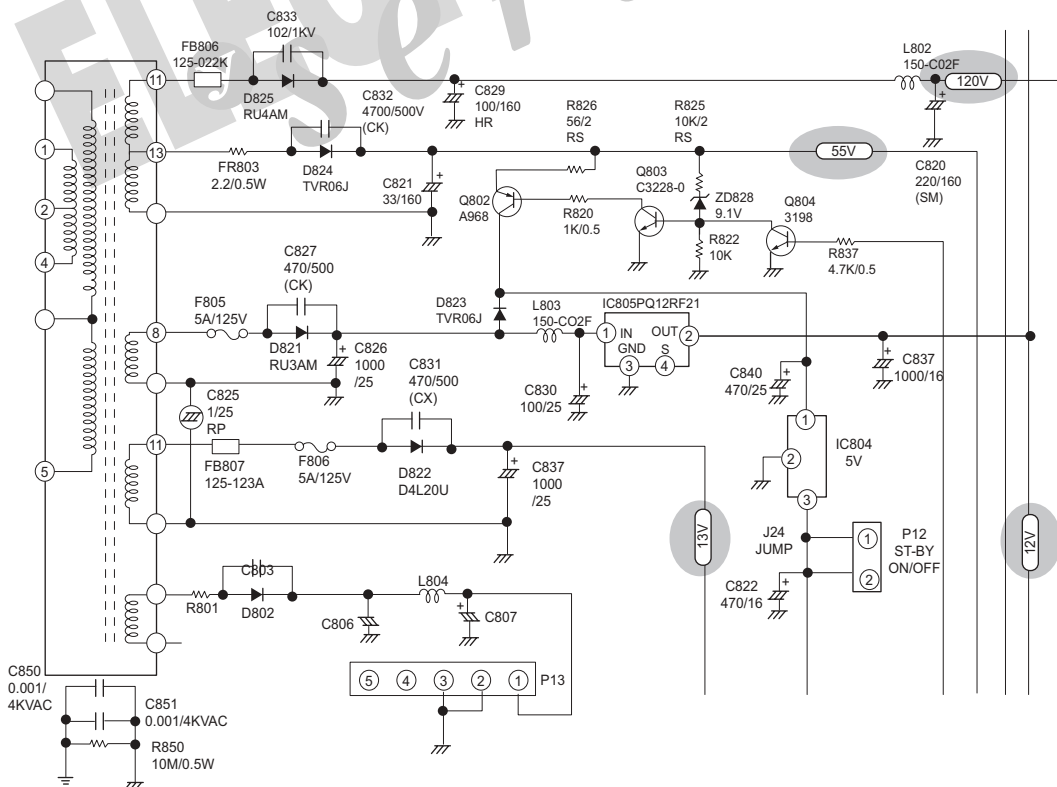 C833
102/1KV
FB806
125-022K
11
D825
RU4AM
C832
4700/500V
(CK)
C829
100/160
HR
L802
150-C02F
120V
13
FR803
2.2/0.5W
D824
TVR06J
C821
33/160
R826
56/2
RS
R825
10K/2
RS
55V
C820
220/160
(SM)
Q802
A968
R820
1K/0.5
Q803
C3228-0
ZD828
9.1V
R822
10K
Q804
3198
R837
4.7K/0.5
1
2
4
5
C827
470/500
(CK)
F805
5A/125V
8
D821
RU3AM
C826
1000
/25
D823
TVR06J
L803
150-CO2F
IC805PQ12RF21
1
IN
OUT
2
GND
S
3
4
C830
100/25
C840
470/25
C837
1000/16
C825
1/25
RP
C831
470/500
(CX)
11
FB807
125-123A
F806
5A/125V
D822
D4L20U
C837
1000
/25
1
2
3
IC804
5V
13V
12V
J24
JUMP
P12
ST-BY
ON/OFF
1
2
C822
470/16
C803
R801
D802
C806
L804
C807
5
4
3
2
1
P13
C850
0.001/
4KVAC
C851
0.001/4KVAC
R850
10M/0.5W